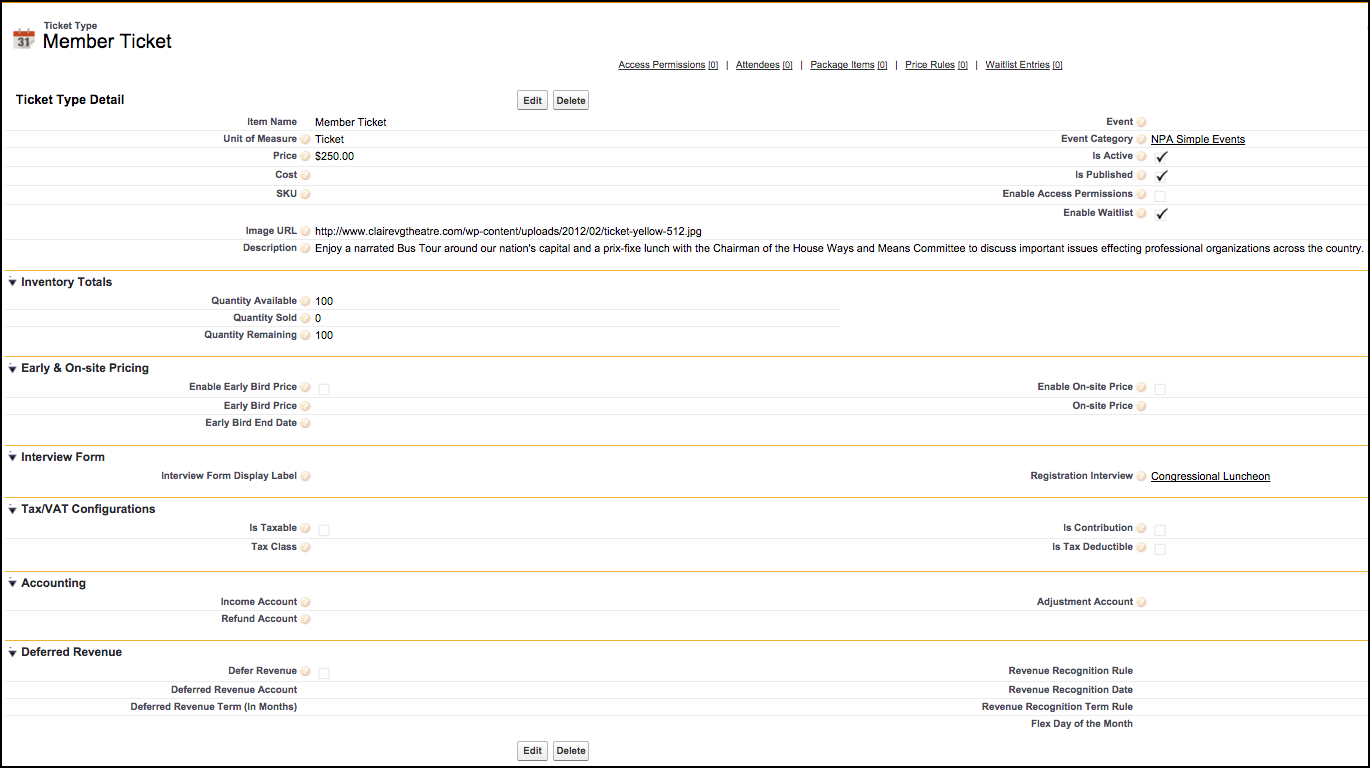 Ticket Type
31 Member Ticket
Access Permissions [0] | Attendees [0] | Package Items [0] | Price Rules [0] | Waitlist Entries [0]
Ticket Type Detail Edit Delete
Item Name Member Ticket Event ?
Unit of Measure ? Ticket Event Category ? NPA Simple Events
Price ? $250.00 Is Active ? ✓
Cost ? Is Published ? ✓
SKU ? Enable Access Permissions ?
Enable Waitlist ? ✓
Image URL ? http://www.clairevgtheatre.com/wp-content/uploads/2012/02/ticket-yellow-512.jpg
Description ? Enjoy a narrated Bus Tour around our nation's capital and a prix-fixe lunch with the Chairman of the House Ways and Means Committee to discuss important issues effecting professional organizations across the country.
Inventory Totals
Quantity Available ? 100
Quantity Sold ? 0
Quantity Remaining ? 100
Early & On-site Pricing
Enable Early Bird Price ? Enable On-site Price ?
Early Bird Price ? On-site Price ?
Early Bird End Date ?
Interview Form
Interview Form Display Label ? Registration Interview ? Congressional Luncheon
Tax/VAT Configurations
Is Taxable ? Is Contribution ?
Tax Class ? Is Tax Deductible ?
Accounting
Income Account ? Adjustment Account ?
Refund Account ?
Deferred Revenue
Defer Revenue ? Revenue Recognition Rule
Deferred Revenue Account Revenue Recognition Date
Deferred Revenue Term (In Months) Revenue Recognition Term Rule
Flex Day of the Month
Edit Delete